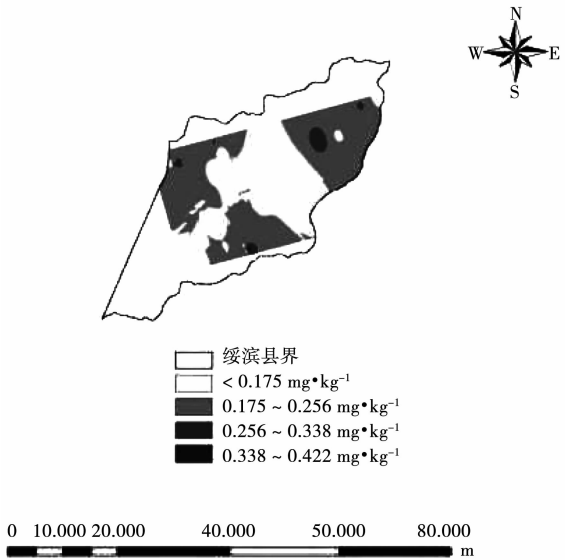 N
W E
S
绥滨县界
< 0.175 mg•kg⁻¹
0.175 ~ 0.256 mg•kg⁻¹
0.256 ~ 0.338 mg•kg⁻¹
0.338 ~ 0.422 mg•kg⁻¹
0 10.000 20.000 40.000 50.000 80.000
m